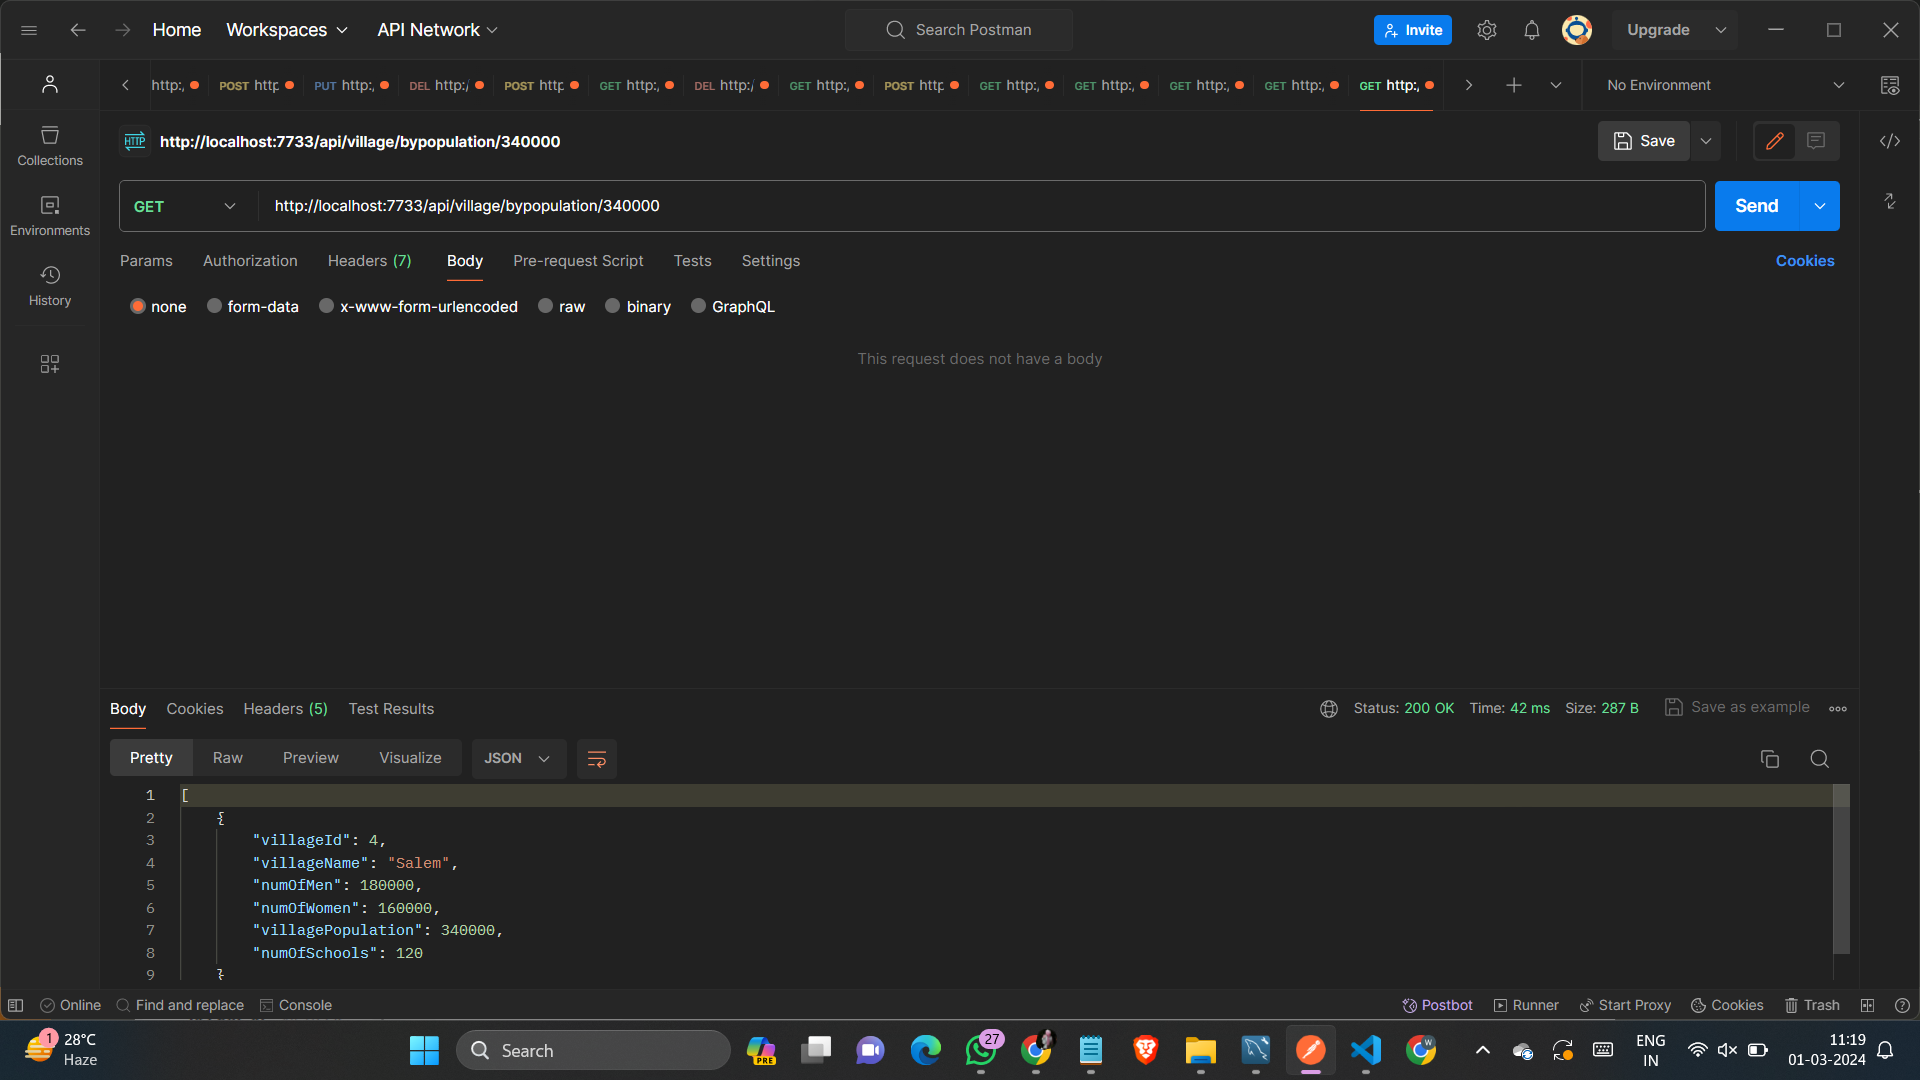 Home Workspaces API Network Search Postman Invite Upgrade
http:, POST http PUT http:, DEL http:/ POST http GET http:, DEL http:/ GET http:, POST http GET http:, GET http:, GET http:, GET http:, GET http:, No Environment
HTTP http://localhost:7733/api/village/bypopulation/340000 Save
Collections
GET http://localhost:7733/api/village/bypopulation/340000 Send
Environments
Params Authorization Headers (7) Body Pre-request Script Tests Settings Cookies
History
none form-data x-www-form-urlencoded raw binary GraphQL
This request does not have a body
Body Cookies Headers (5) Test Results Status: 200 OK Time: 42 ms Size: 287 B Save as example
Pretty Raw Preview Visualize JSON
1 [
2 {
3 "villageId": 4,
4 "villageName": "Salem",
5 "numOfMen": 180000,
6 "numOfWomen": 160000,
7 "villagePopulation": 340000,
8 "numOfSchools": 120
9 }
Online Find and replace Console Postbot Runner Start Proxy Cookies Trash
1 28°C
Haze
Search
PRE
27
W
ENG
IN
11:19
01-03-2024